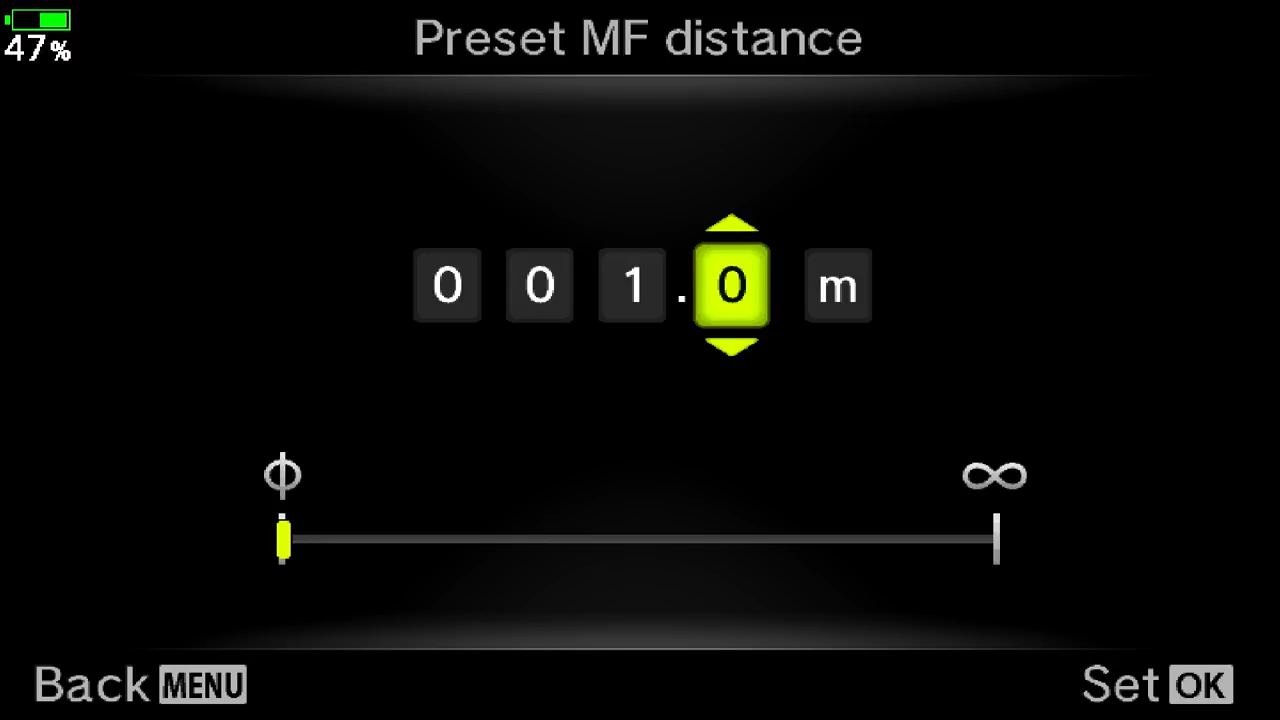 Preset MF distance
47%
0 0 1 . 0 m
Φ ∞
Back MENU Set OK